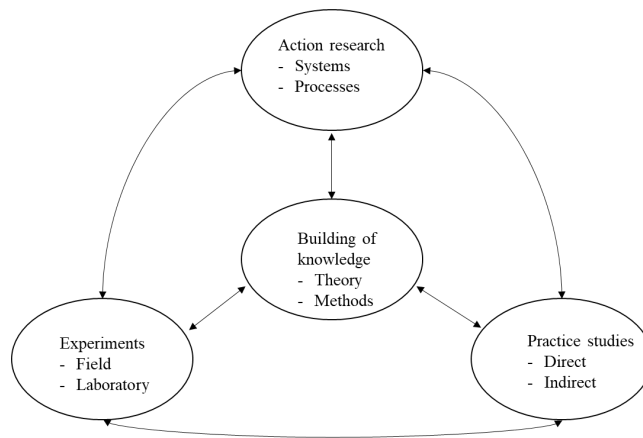 Action research
- Systems
- Processes
Building of
knowledge
- Theory
- Methods
Experiments
- Field
- Laboratory
Practice studies
- Direct
- Indirect